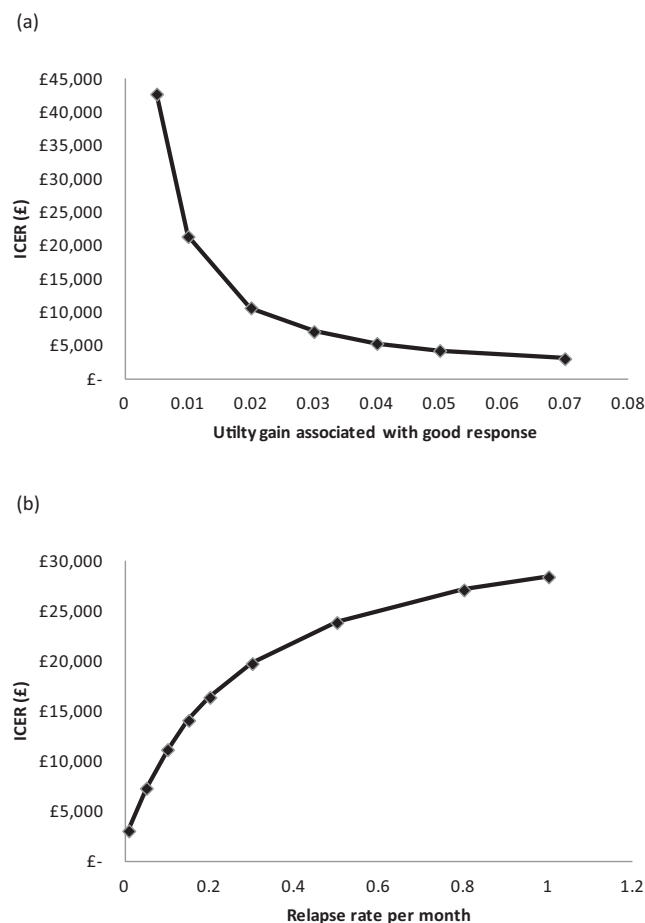 (a)
£45,000
£40,000
£35,000
£30,000
£25,000
£20,000
£15,000
£10,000
£5,000
£-
ICER (£)
0 0.01 0.02 0.03 0.04 0.05 0.06 0.07 0.08
Utilty gain associated with good response
(b)
£30,000
£25,000
£20,000
£15,000
£10,000
£5,000
£-
ICER (£)
0 0.2 0.4 0.6 0.8 1 1.2
Relapse rate per month